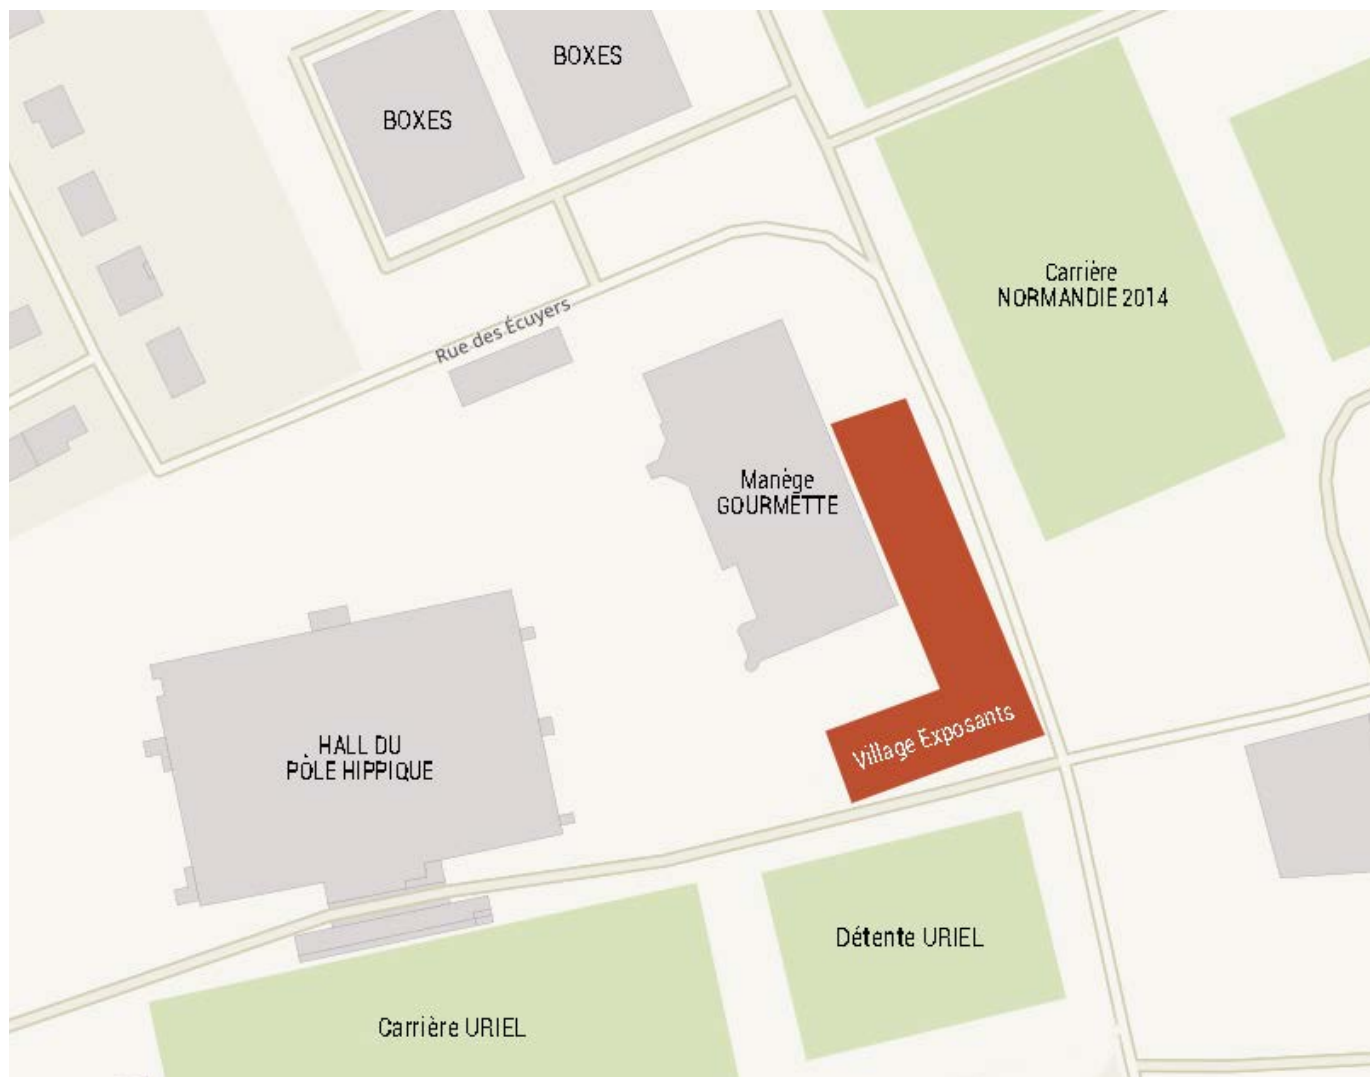 BOXES
BOXES
Carrière
NORMANDIE 2014
Rue des Écuyers
Manège
GOURMETTE
Village Exposants
HALL DU
PÔLE HIPPIQUE
Détente URIEL
Carrière URIEL